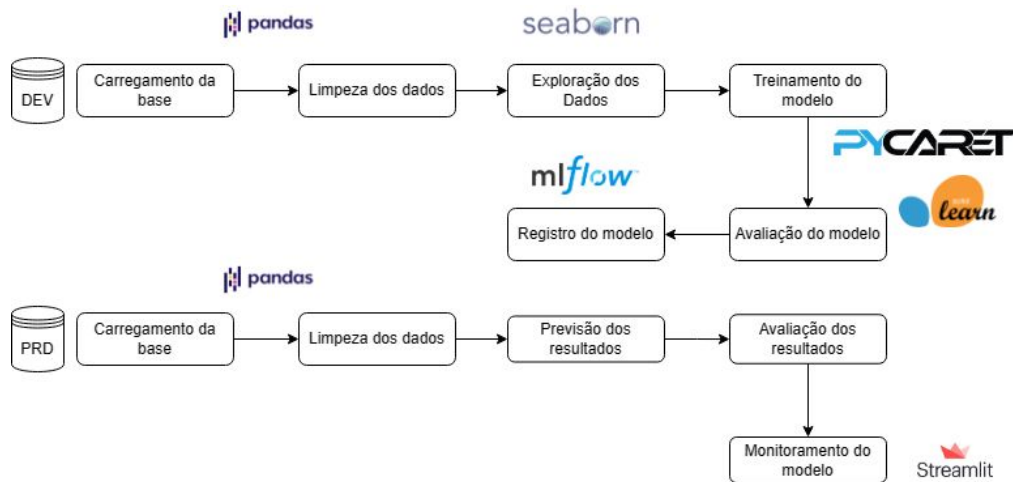 pandas
seaborn
DEV
Carregamento da
base
Limpeza dos dados
Exploração dos
Dados
Treinamento do
modelo
PYCARET
mlflow
learn
Registro do modelo
Avaliação do modelo
pandas
PRD
Carregamento da
base
Limpeza dos dados
Previsão dos
resultados
Avaliação dos
resultados
Monitoramento do
modelo
Streamlit